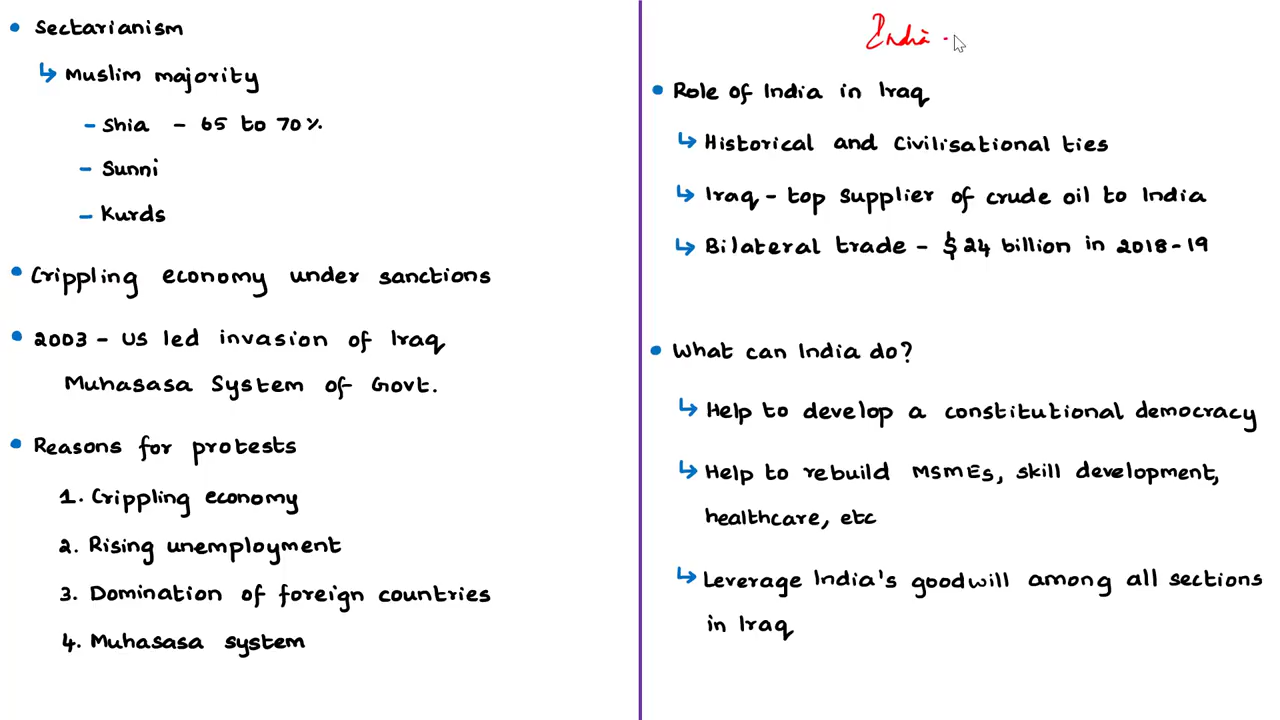 Sectarianism
Muslim majority
- Shia - 65 to 70%
- Sunni
- Kurds
Crippling economy under sanctions
2003 - US led invasion of Iraq
Muhasasa System of Govt.
Reasons for protests
1. Crippling economy
2. Rising unemployment
3. Domination of foreign countries
4. Muhasasa system
India -
Role of India in Iraq
Historical and Civilisational ties
Iraq - top supplier of crude oil to India
Bilateral trade - $24 billion in 2018-19
What can India do?
Help to develop a constitutional democracy
Help to rebuild MSMEs, skill development,
healthcare, etc
Leverage India's goodwill among all sections
in Iraq